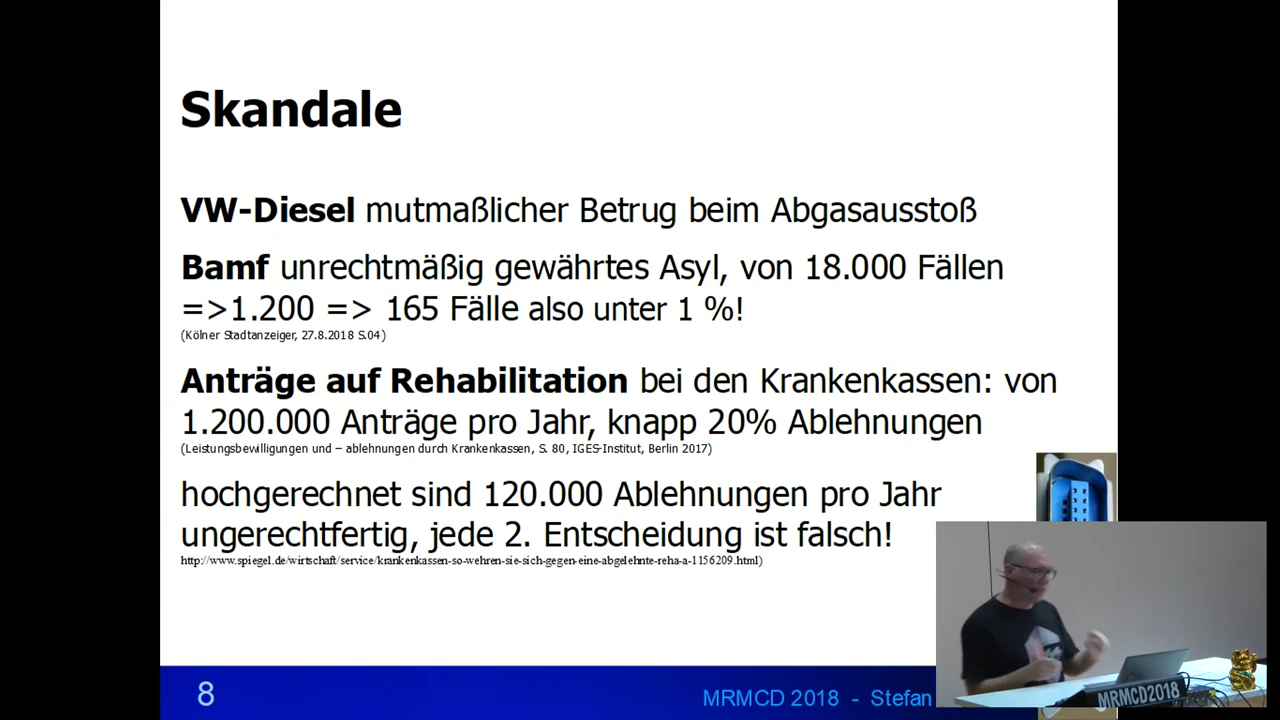 Skandale
VW-Diesel mutmaßlicher Betrug beim Abgasausstoß
Bamf unrechtmäßig gewährtes Asyl, von 18.000 Fällen
=>1.200 => 165 Fälle also unter 1 %!
(Kölner Stadtanzeiger, 27.8.2018 S.04)
Anträge auf Rehabilitation bei den Krankenkassen: von
1.200.000 Anträge pro Jahr, knapp 20% Ablehnungen
(Leistungsbewilligungen und – ablehnungen durch Krankenkassen, S. 80, IGES-Institut, Berlin 2017)
hochgerechnet sind 120.000 Ablehnungen pro Jahr
ungerechtfertig, jede 2. Entscheidung ist falsch!
http://www.spiegel.de/wirtschaft/service/krankenkassen-so-wehren-sie-sich-gegen-eine-abgelehnte-reha-a-1156209.html)
8
MRMCD 2018 - Stefan
MRMCD2018